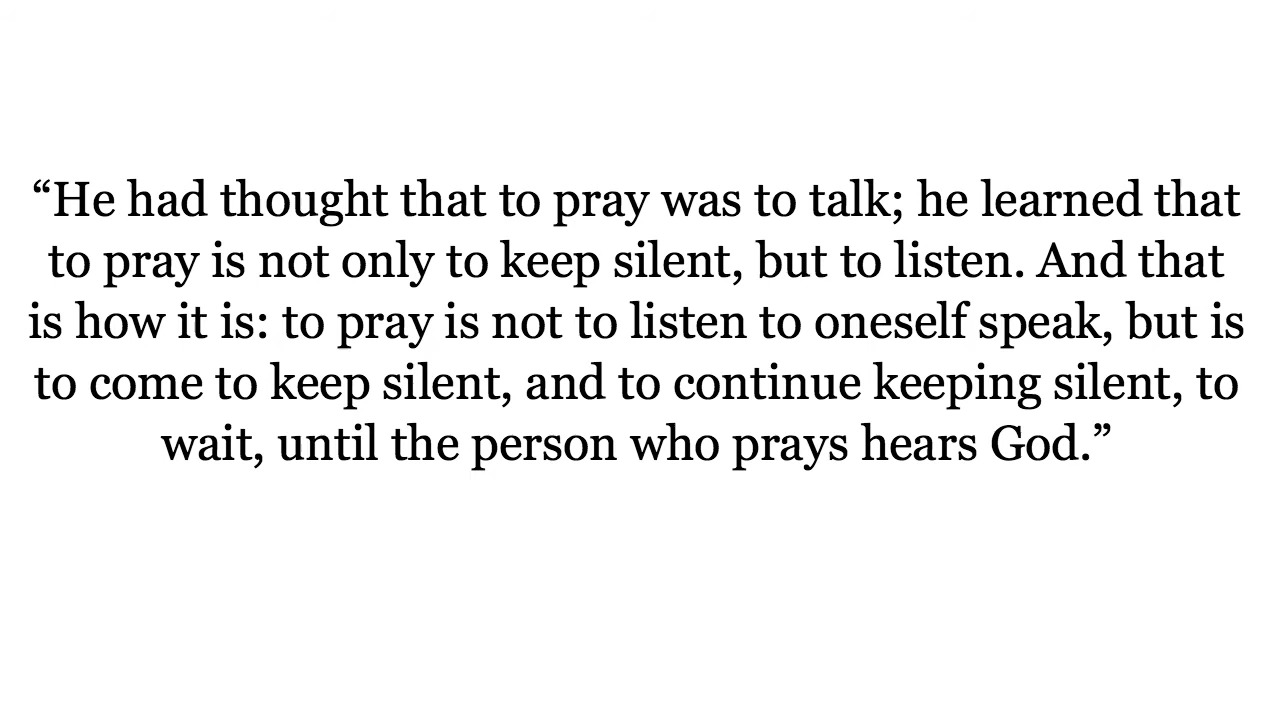 “He had thought that to pray was to talk; he learned that
to pray is not only to keep silent, but to listen. And that
is how it is: to pray is not to listen to oneself speak, but is
to come to keep silent, and to continue keeping silent, to
wait, until the person who prays hears God.”